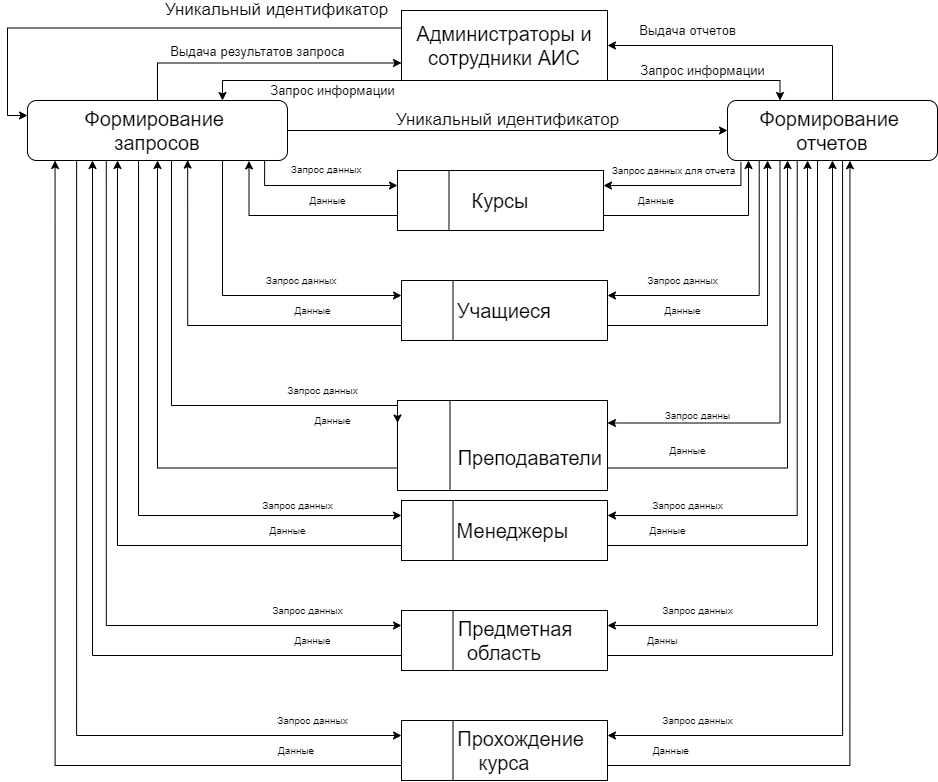 Уникальный идентификатор
Администраторы и
сотрудники АИС
Выдача отчетов
Выдача результатов запроса
Запрос информации
Запрос информации
Формирование
запросов
Уникальный идентификатор
Формирование
отчетов
Запрос данных
Запрос данных для отчета
Данные
Курсы
Данные
Запрос данных
Запрос данных
Данные
Учащиеся
Данные
Запрос данных
Данные
Запрос данны
Преподаватели
Данные
Запрос данных
Запрос данных
Данные
Менеджеры
Данные
Запрос данных
Запрос данных
Данные
Предметная
область
Данны
Запрос данных
Запрос данных
Данные
Прохождение
курса
Данные